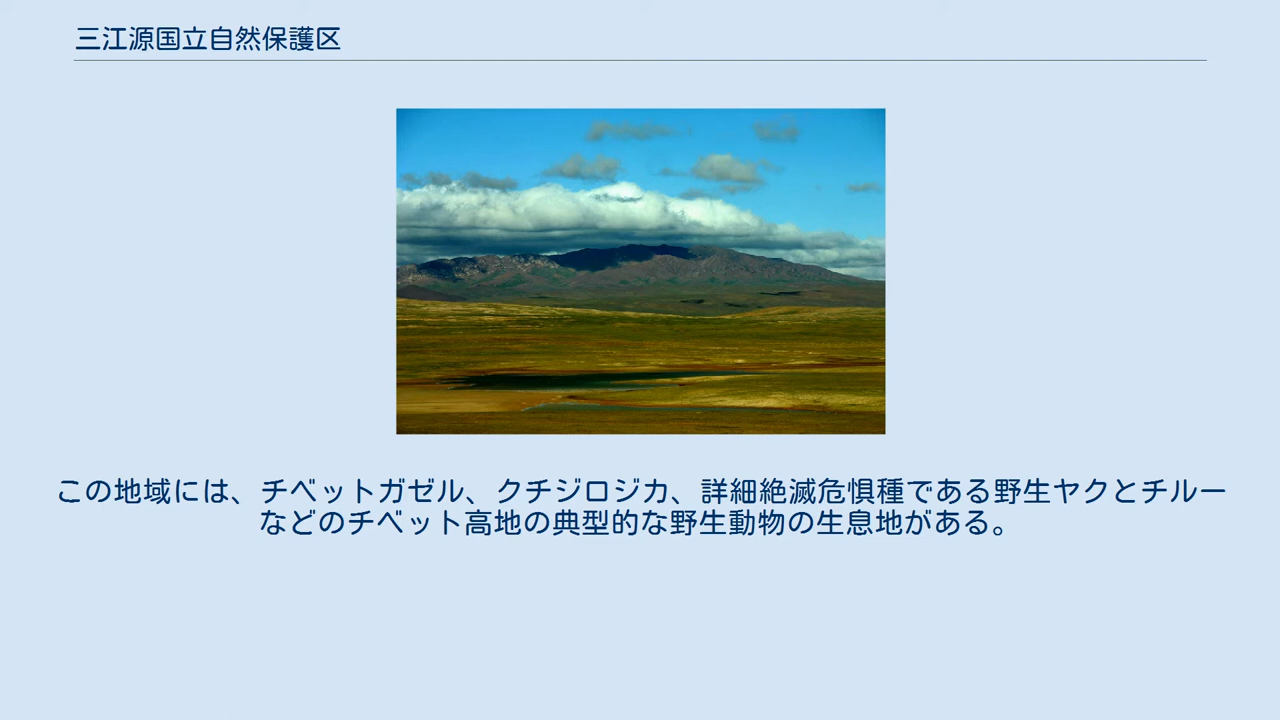 三江源国立自然保護区
この地域には、チベットガゼル、クチジロジカ、詳細絶滅危惧種である野生ヤクとチルー
などのチベット高地の典型的な野生動物の生息地がある。